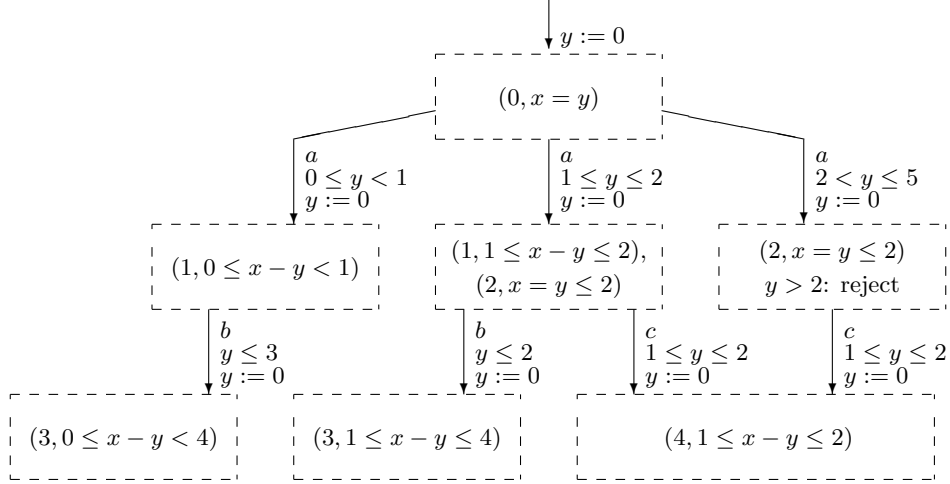 y := 0
(0, x = y)
a
0 ≤ y < 1
y := 0
a
1 ≤ y ≤ 2
y := 0
a
2 < y ≤ 5
y := 0
(1, 0 ≤ x − y < 1)
(1, 1 ≤ x − y ≤ 2),
(2, x = y ≤ 2)
(2, x = y ≤ 2)
y > 2: reject
b
y ≤ 3
y := 0
b
y ≤ 2
y := 0
c
1 ≤ y ≤ 2
y := 0
c
1 ≤ y ≤ 2
y := 0
(3, 0 ≤ x − y < 4)
(3, 1 ≤ x − y ≤ 4)
(4, 1 ≤ x − y ≤ 2)